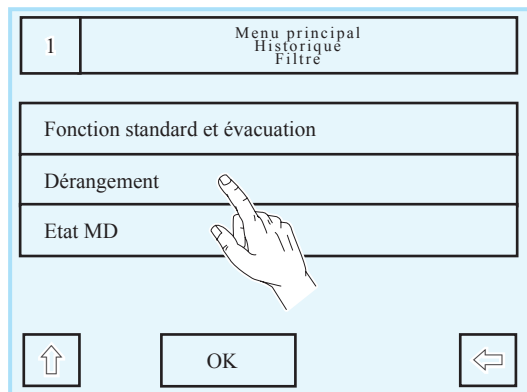 1
Menu principal
Historique
Filtre
Fonction standard et évacuation
Dérangement
Etat MD
OK